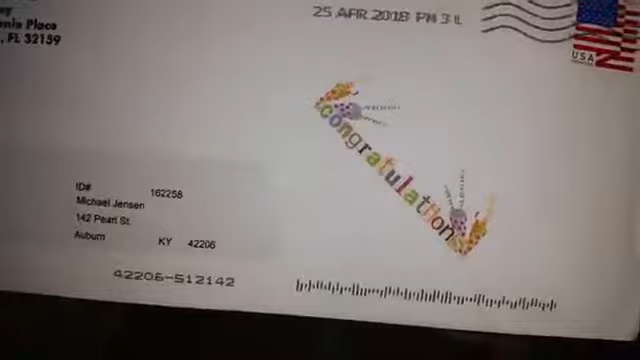 , FL 32159
25 APR 2018 PM 3 L
USA
congratulation
ID# 162258
Michael Jensen
142 Pearl St.
Auburn KY 42206
42206-512142